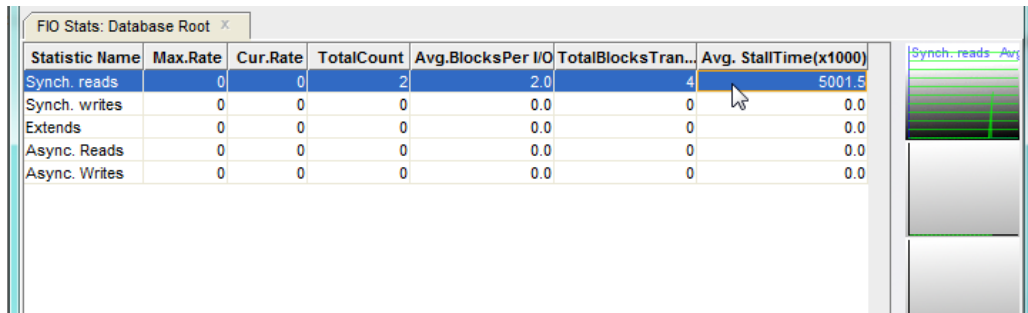 FIO Stats: Database Root x
Statistic Name Max.Rate Cur.Rate TotalCount Avg.BlocksPer I/O TotalBlocksTran... Avg. StallTime(x1000)
Synch. reads 0 0 2 2.0 4 5001.5
Synch. writes 0 0 0 0.0 0 0.0
Extends 0 0 0 0.0 0 0.0
Async. Reads 0 0 0 0.0 0 0.0
Async. Writes 0 0 0 0.0 0 0.0
Synch. reads Avg